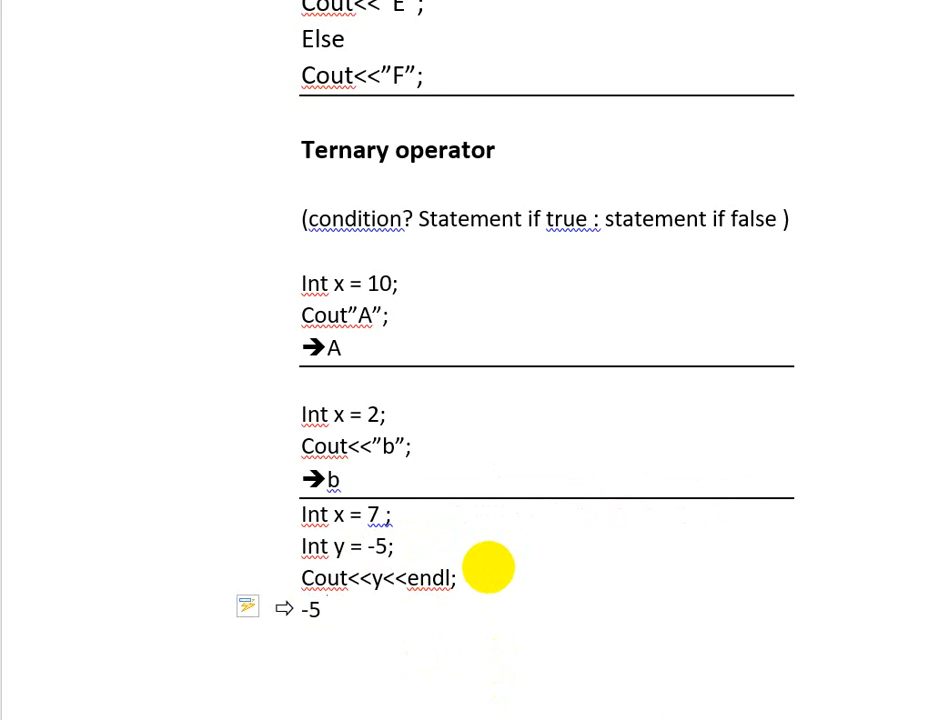 Cout<<"E";
Else
Cout<<”F”;
Ternary operator
(condition? Statement if true : statement if false )
Int x = 10;
Cout”A”;
➔A
Int x = 2;
Cout<<”b”;
➔b
Int x = 7 ;
Int y = -5;
Cout<<y<<endl;
⇨ -5